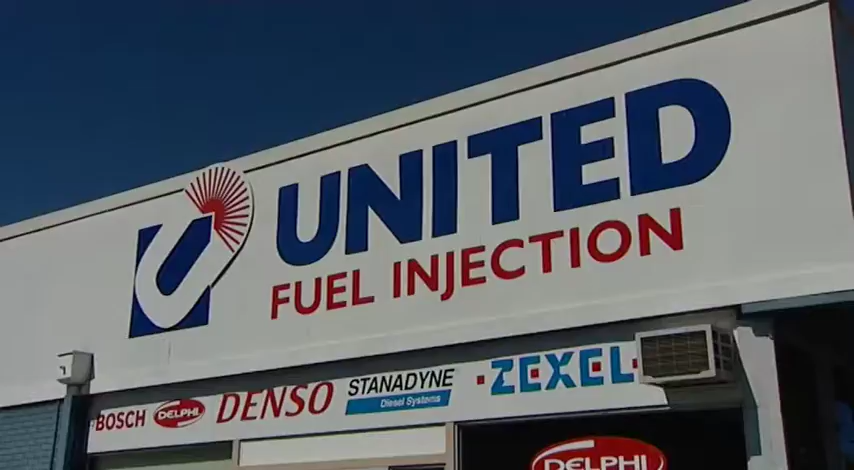 UNITED
FUEL INJECTION
BOSCH DELPHI DENSO STANADYNE ZEXEL
Diesel Systems
DELPHI